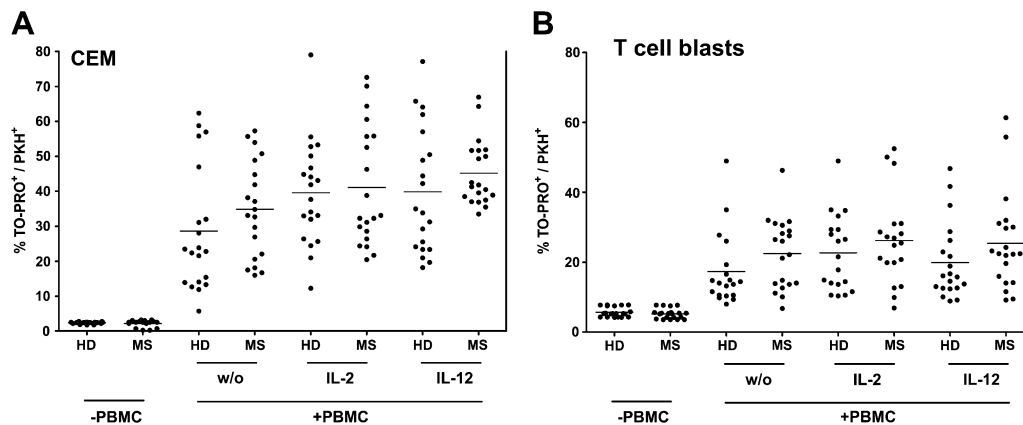 A
CEM
% TO-PRO⁺ / PKH⁺
80
70
60
50
40
30
20
10
0
HD MS HD MS HD MS HD MS
w/o IL-2 IL-12
-PBMC +PBMC
B
T cell blasts
% TO-PRO⁺ / PKH⁺
80
60
40
20
0
HD MS HD MS HD MS HD MS
w/o IL-2 IL-12
-PBMC +PBMC